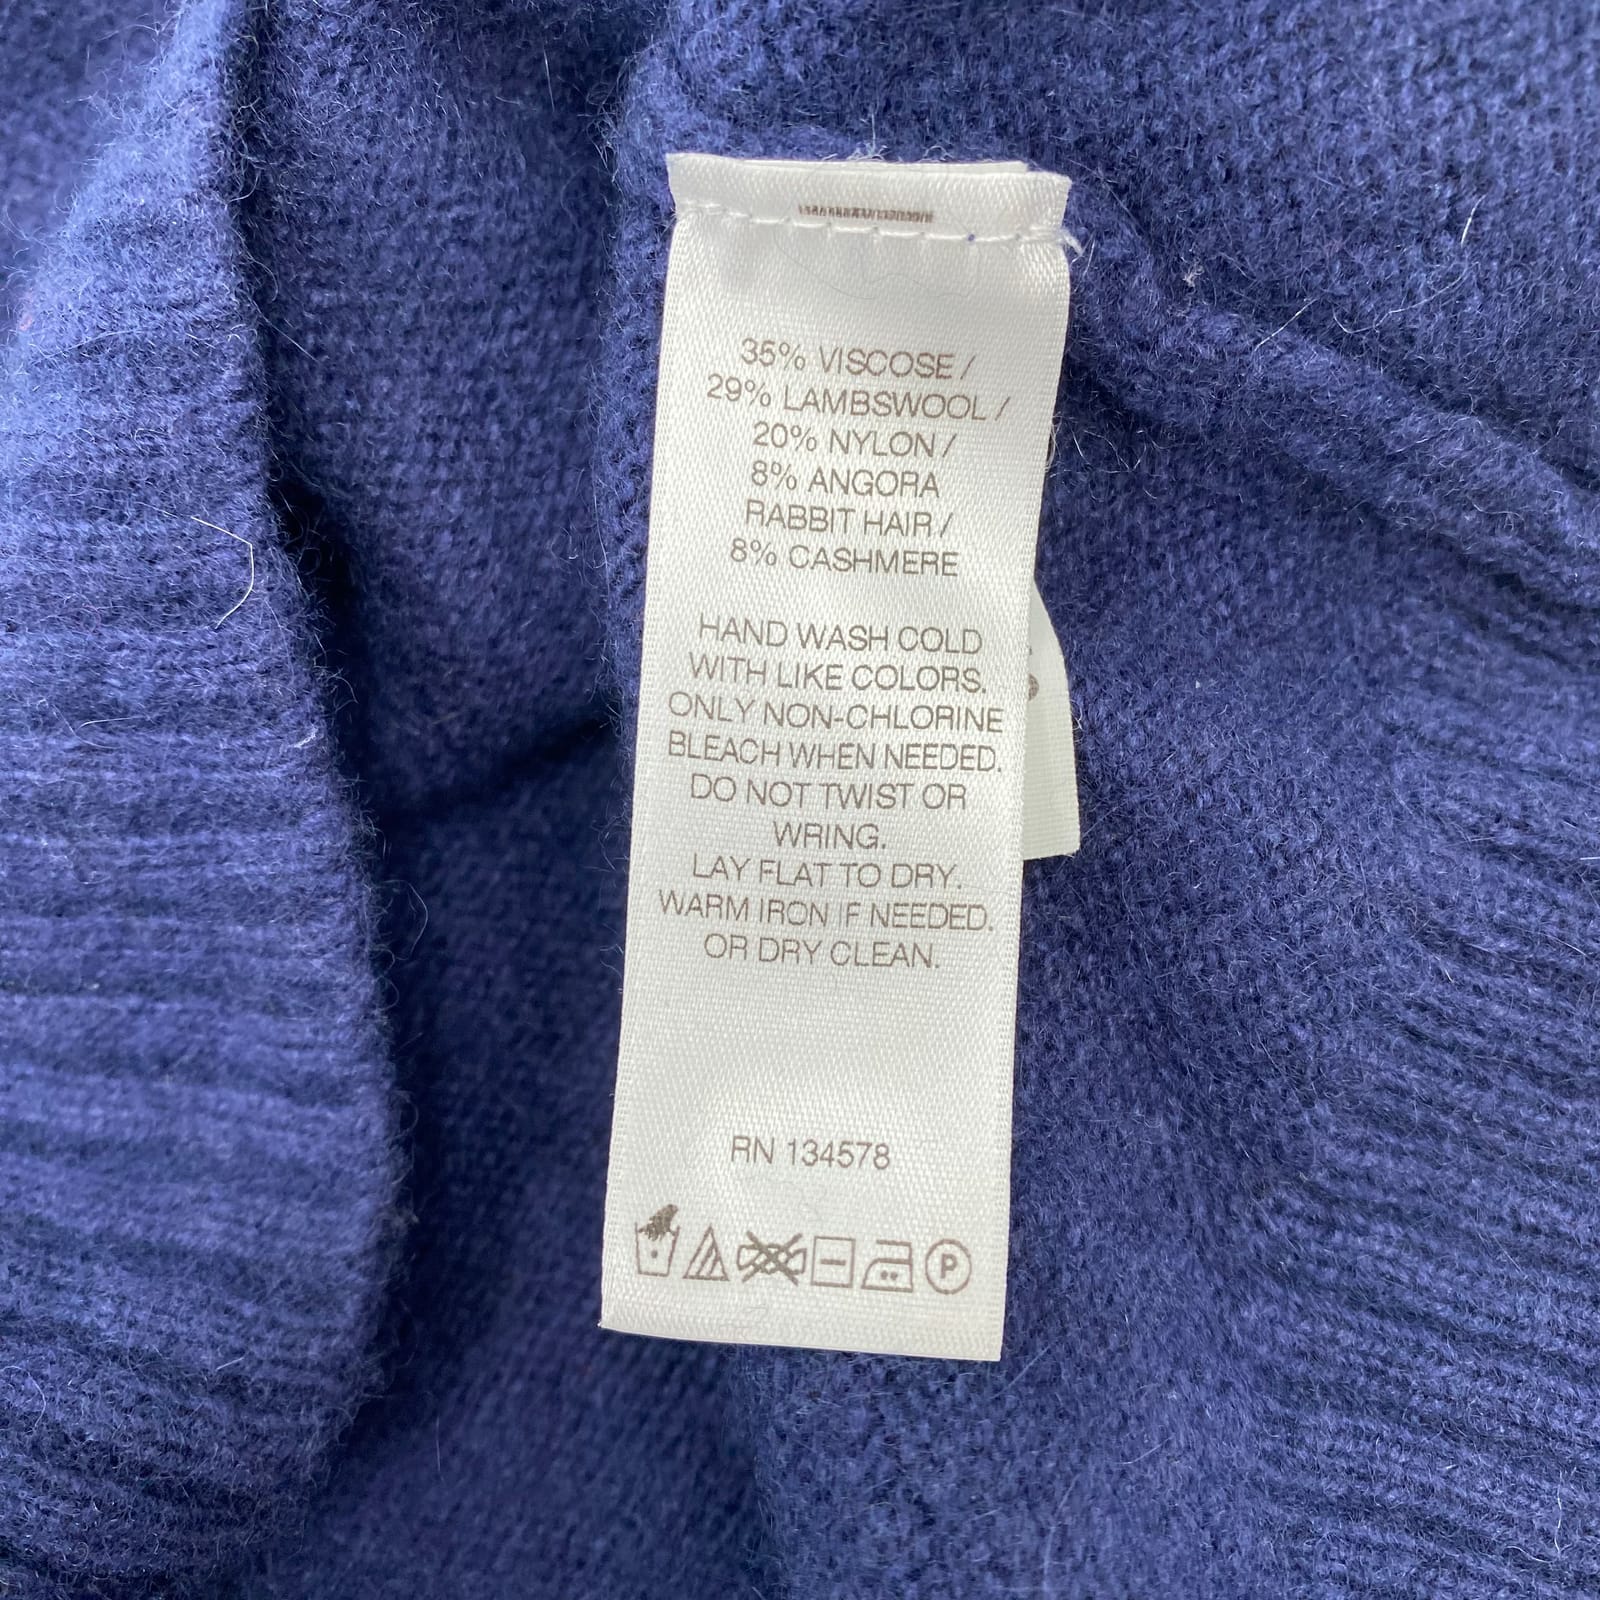 35% VISCOSE /
29% LAMBSWOOL /
20% NYLON /
8% ANGORA
RABBIT HAIR /
8% CASHMERE
HAND WASH COLD
WITH LIKE COLORS.
ONLY NON-CHLORINE
BLEACH WHEN NEEDED.
DO NOT TWIST OR
WRING.
LAY FLAT TO DRY.
WARM IRON IF NEEDED.
OR DRY CLEAN.
RN 134578
P